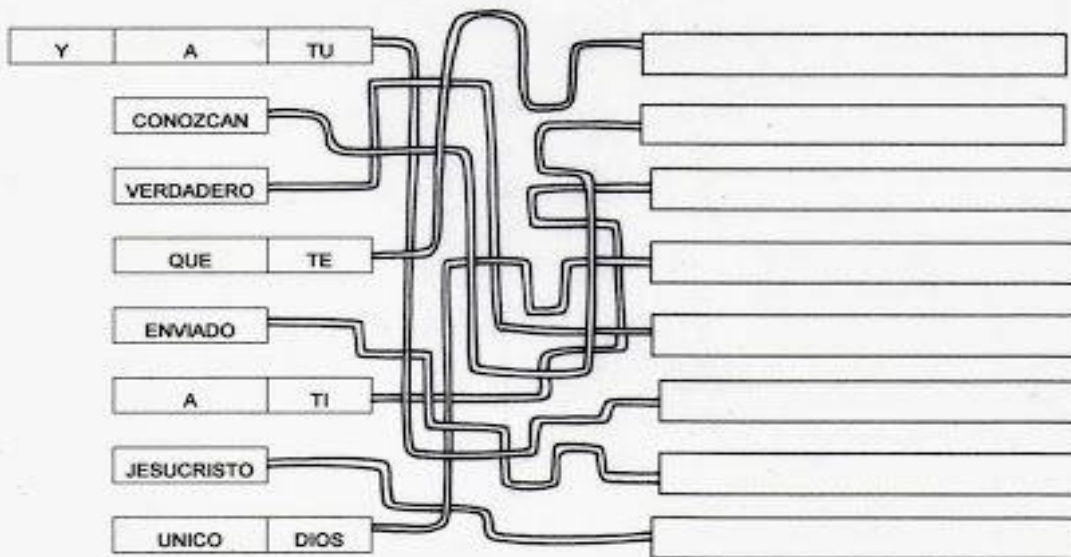 Y A TU
CONOZCAN
VERDADERO
QUE TE
ENVIADO
A TI
JESUCRISTO
UNICO DIOS